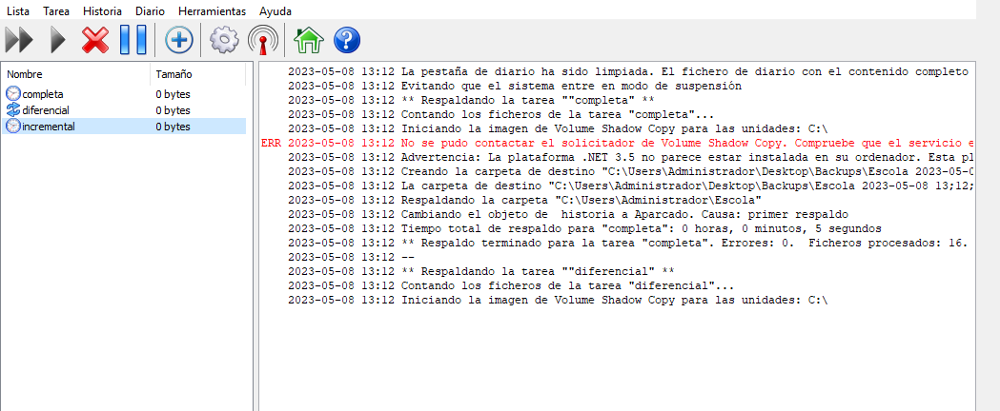 Lista Tarea Historia Diario Herramientas Ayuda
Nombre Tamaño
completa 0 bytes
diferencial 0 bytes
incremental 0 bytes
2023-05-08 13:12 La pestaña de diario ha sido limpiada. El fichero de diario con el contenido completo
2023-05-08 13:12 Evitando que el sistema entre en modo de suspensión
2023-05-08 13:12 ** Respaldando la tarea ""completa" **
2023-05-08 13:12 Contando los ficheros de la tarea "completa"...
2023-05-08 13:12 Iniciando la imagen de Volume Shadow Copy para las unidades: C:\
ERR 2023-05-08 13:12 No se pudo contactar el solicitador de Volume Shadow Copy. Compruebe que el servicio e
2023-05-08 13:12 Advertencia: La plataforma .NET 3.5 no parece estar instalada en su ordenador. Esta pl
2023-05-08 13:12 Creando la carpeta de destino "C:\Users\Administrador\Desktop\Backups\Escola 2023-05-0
2023-05-08 13:12 La carpeta de destino "C:\Users\Administrador\Desktop\Backups\Escola 2023-05-08 13;12;
2023-05-08 13:12 Respaldando la carpeta "C:\Users\Administrador\Escola"
2023-05-08 13:12 Cambiando el objeto de  historia a Aparcado. Causa: primer respaldo
2023-05-08 13:12 Tiempo total de respaldo para "completa": 0 horas, 0 minutos, 5 segundos
2023-05-08 13:12 ** Respaldo terminado para la tarea "completa". Errores: 0.  Ficheros procesados: 16.
2023-05-08 13:12 --
2023-05-08 13:12 ** Respaldando la tarea ""diferencial" **
2023-05-08 13:12 Contando los ficheros de la tarea "diferencial"...
2023-05-08 13:12 Iniciando la imagen de Volume Shadow Copy para las unidades: C:\